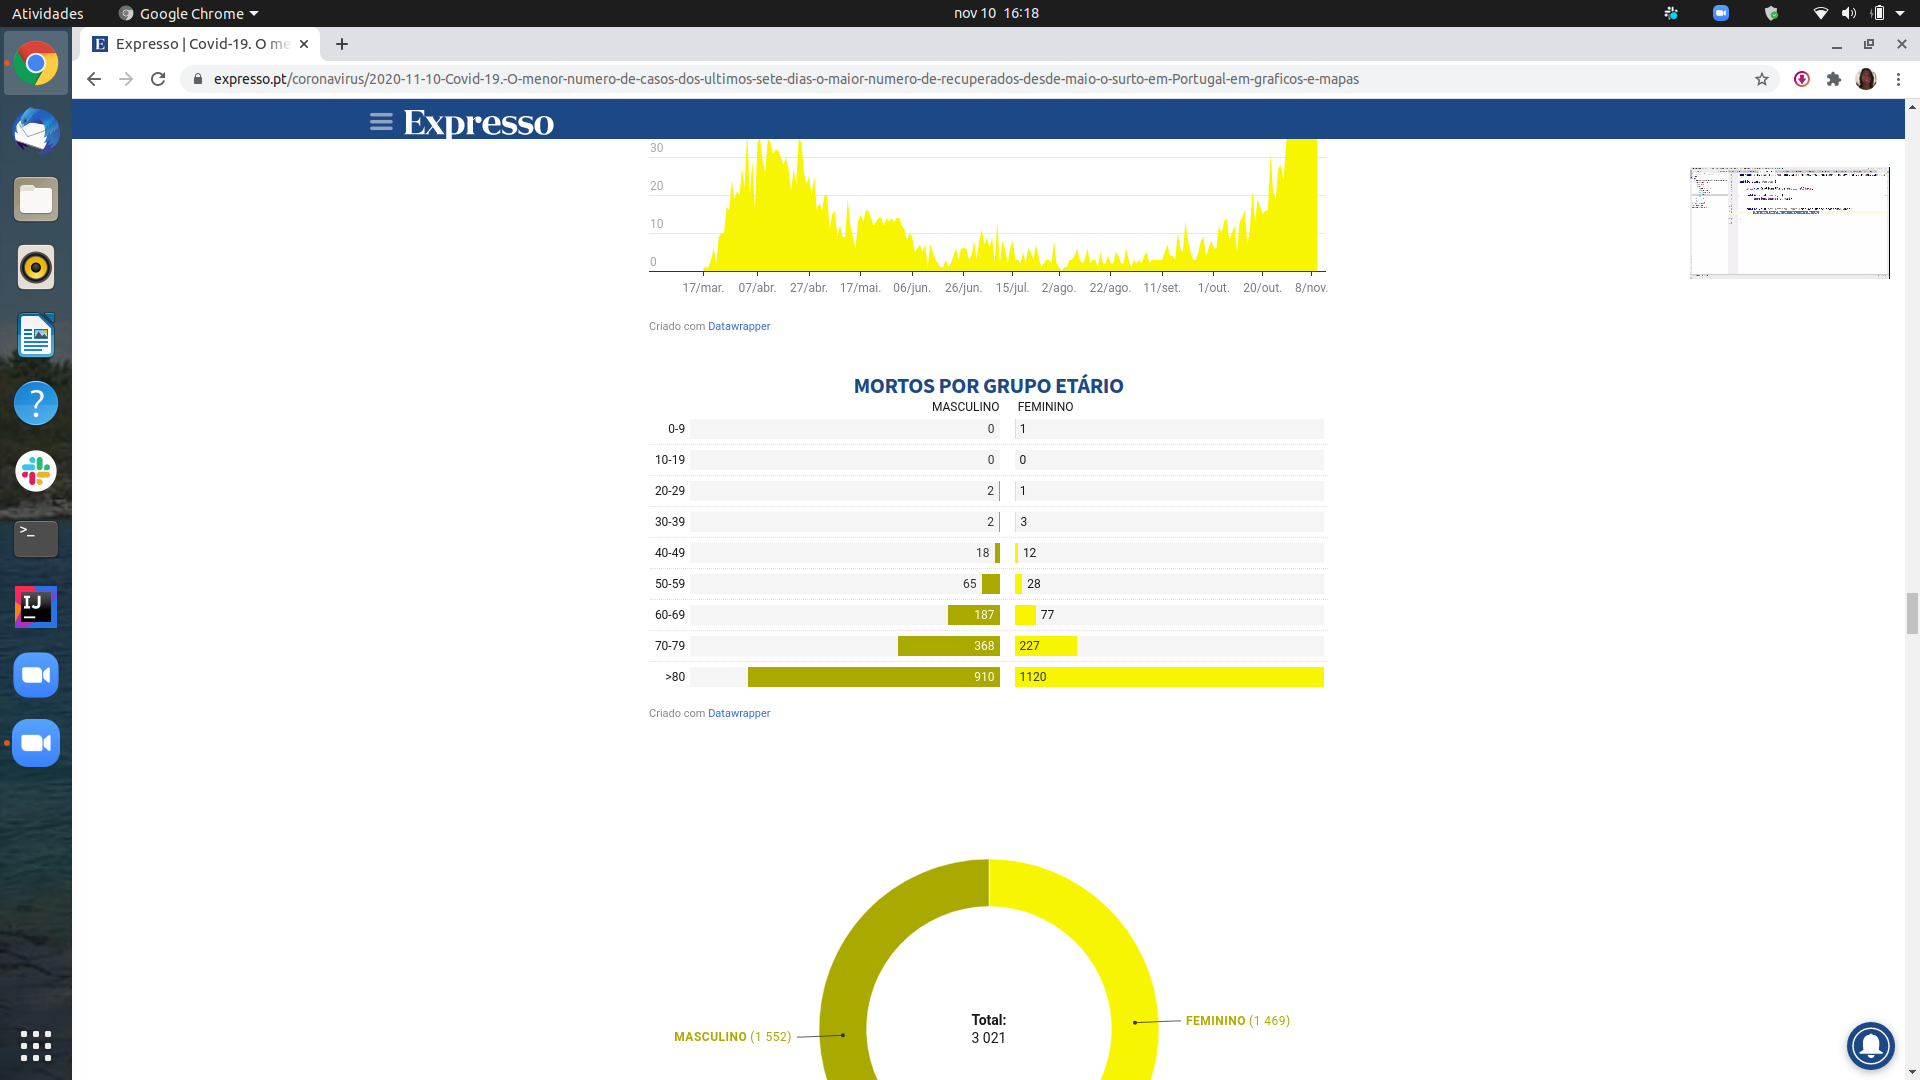 Atividades
Google Chrome
nov 10 16:18
Expresso | Covid-19. O me
expresso.pt/coronavirus/2020-11-10-Covid-19.-O-menor-numero-de-casos-dos-ultimos-sete-dias-o-maior-numero-de-recuperados-desde-maio-o-surto-em-Portugal-em-graficos-e-mapas
Expresso
30
20
10
0
17/mar. 07/abr. 27/abr. 17/mai. 06/jun. 26/jun. 15/jul. 2/ago. 22/ago. 11/set. 1/out. 20/out. 8/nov.
Criado com Datawrapper
MORTOS POR GRUPO ETÁRIO
MASCULINO FEMININO
0-9 0 1
10-19 0 0
20-29 2 1
30-39 2 3
40-49 18 12
50-59 65 28
60-69 187 77
70-79 368 227
>80 910 1120
Criado com Datawrapper
Total:
3 021
MASCULINO (1 552)
FEMININO (1 469)